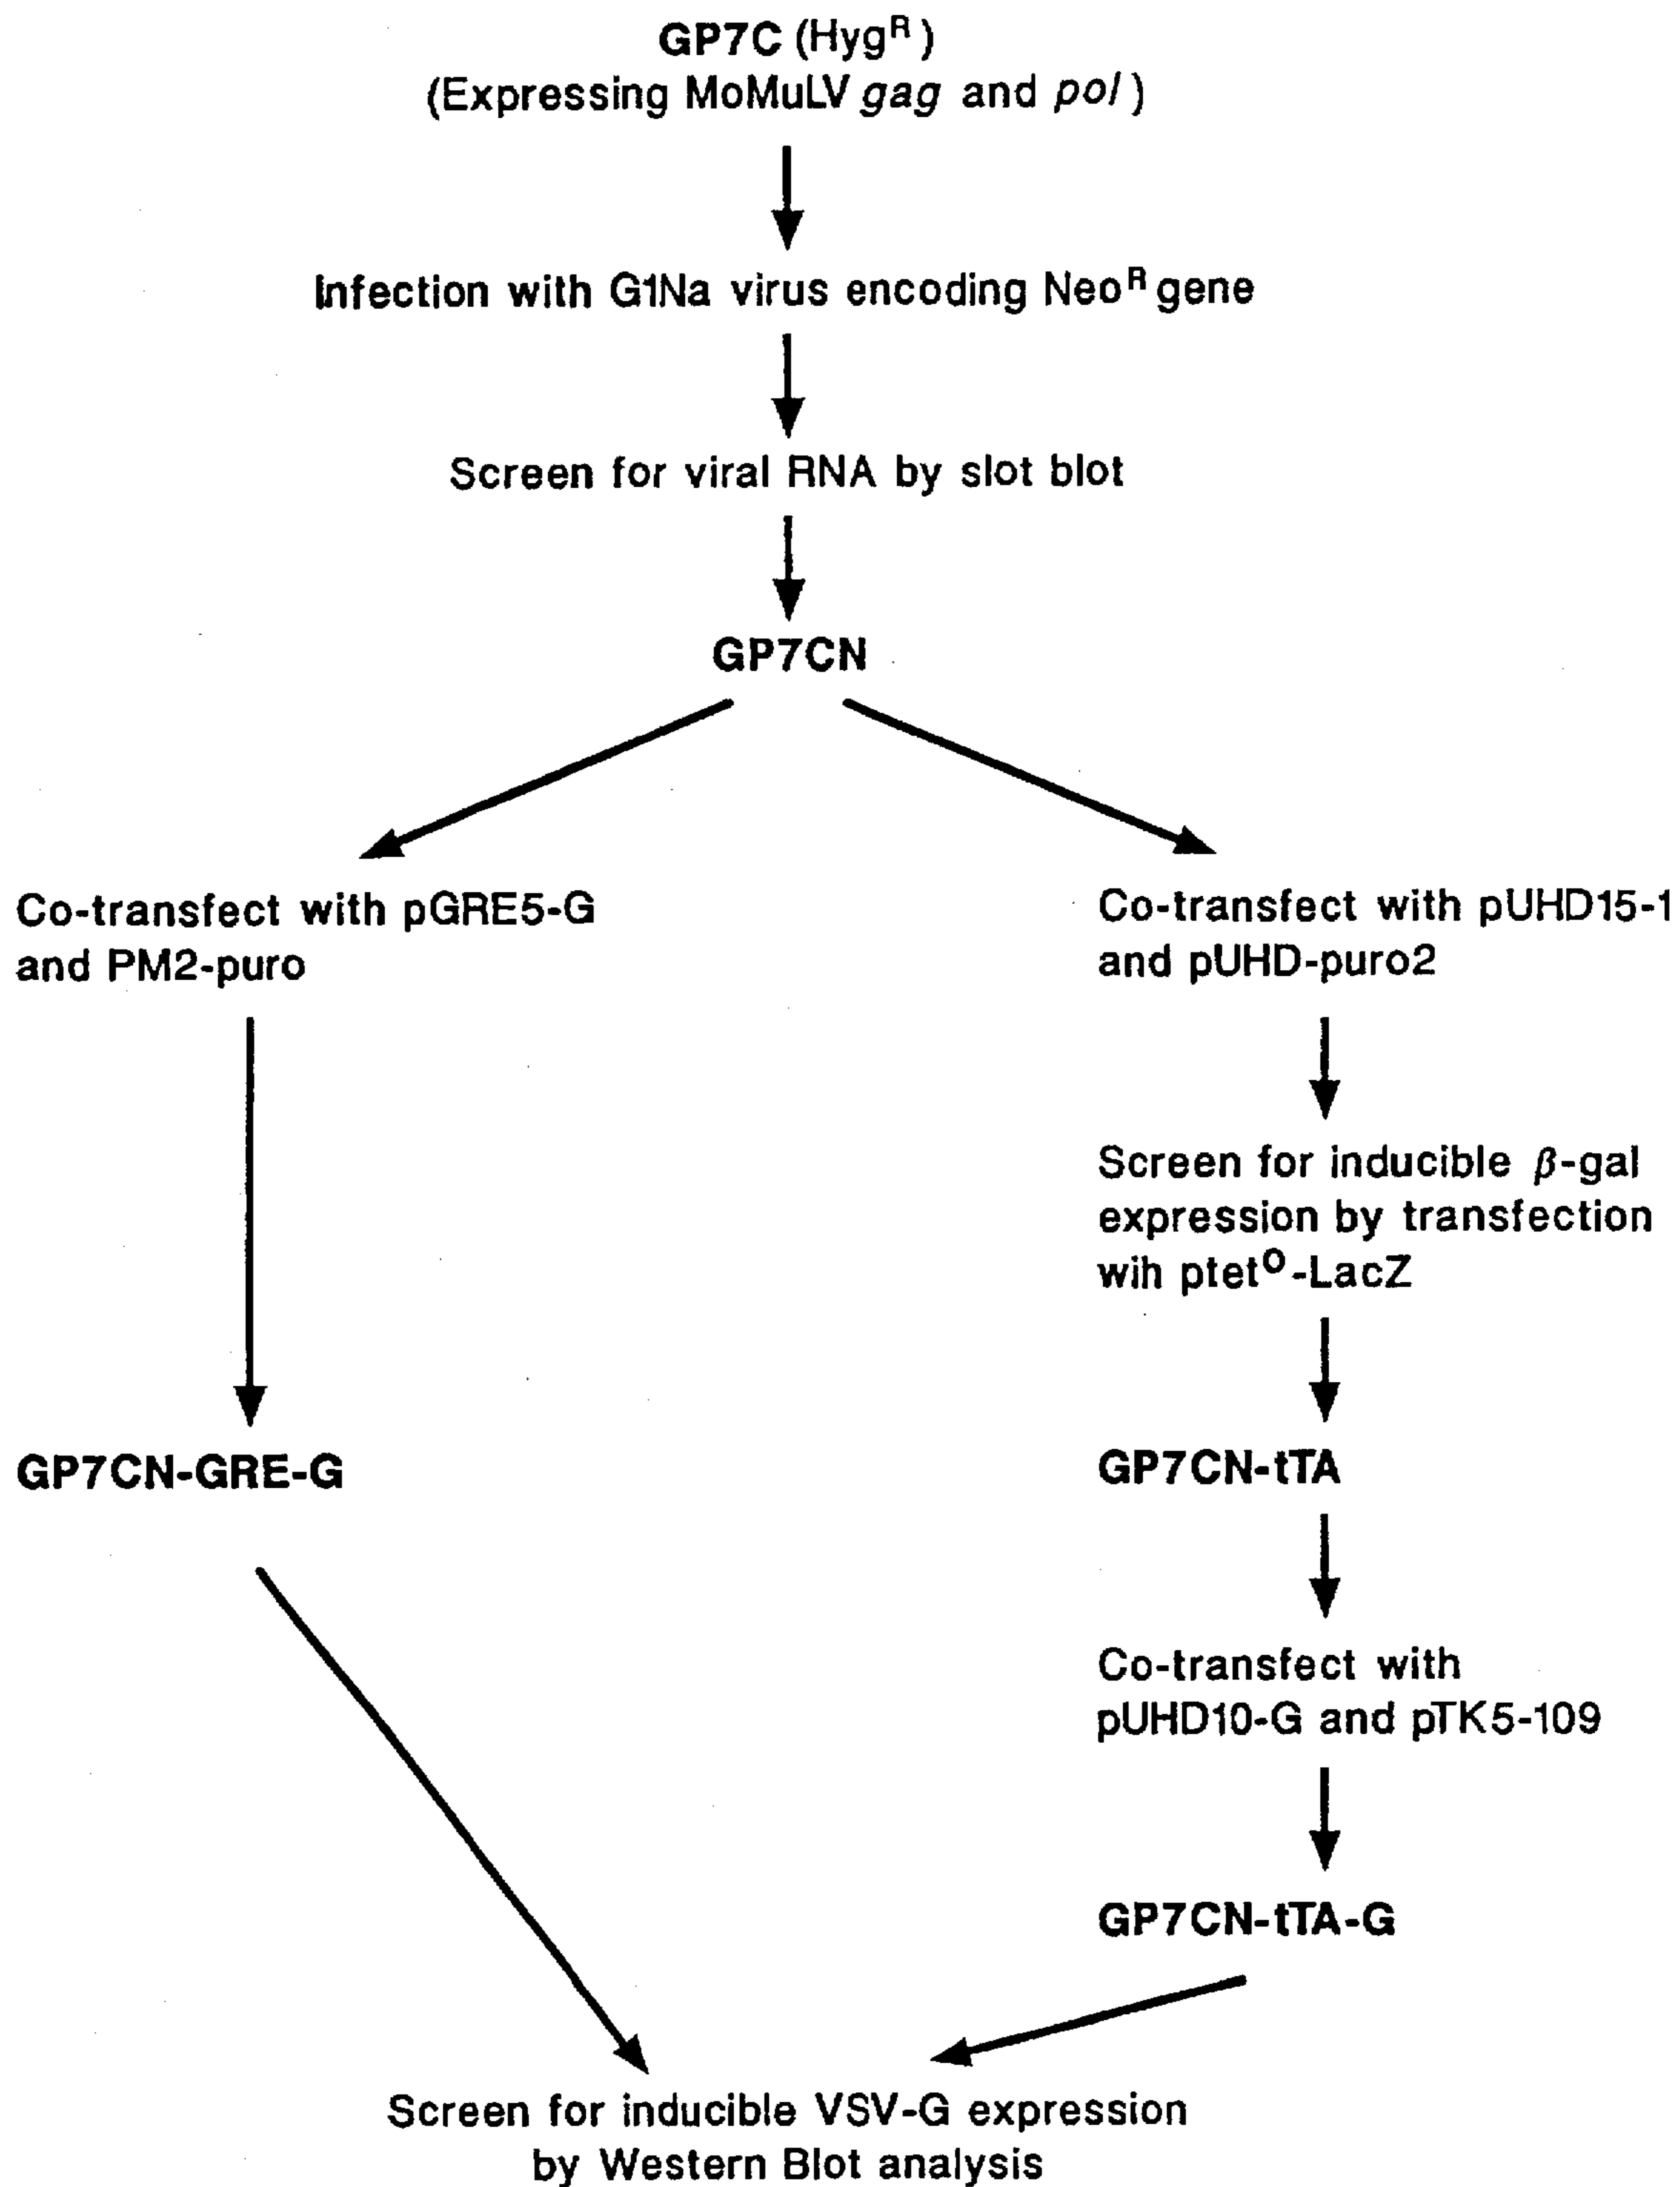 GP7C (Hygᴿ)
(Expressing MoMuLV gag and pol)
Infection with G1Na virus encoding Neoᴿ gene
Screen for viral RNA by slot blot
GP7CN
Co-transfect with pGRE5-G
and PM2-puro
GP7CN-GRE-G
Co-transfect with pUHD15-1
and pUHD-puro2
Screen for inducible β-gal
expression by transfection
wih ptetᴼ-LacZ
GP7CN-tTA
Co-transfect with
pUHD10-G and pTK5-109
GP7CN-tTA-G
Screen for inducible VSV-G expression
by Western Blot analysis